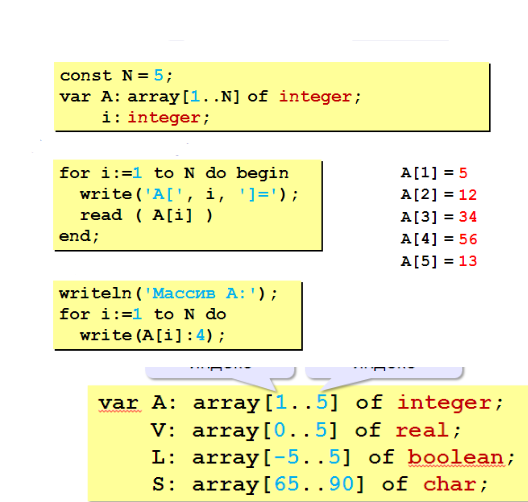 const N = 5;
var A: array[1..N] of integer;
i: integer;
for i:=1 to N do begin
write('A[', i, ']=');
read ( A[i] )
end;
A[1] = 5
A[2] = 12
A[3] = 34
A[4] = 56
A[5] = 13
writeln('Массив A:');
for i:=1 to N do
write(A[i]:4);
var A: array[1..5] of integer;
V: array[0..5] of real;
L: array[-5..5] of boolean;
S: array[65..90] of char;